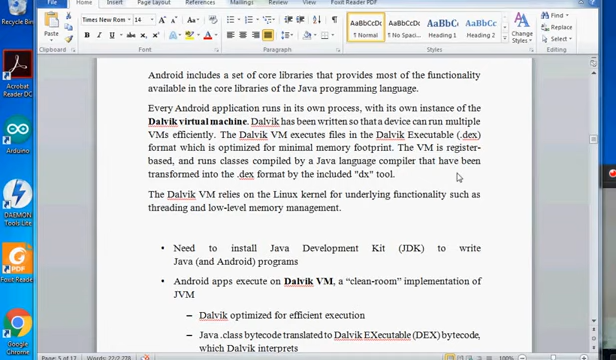 Recycle Bin
References
Mailings
Review
View
Foxit Reader PDF
Times New Rom
14
AaBbCcDc
AaBbCcDc
AaBbC
AaBbCc
Paste
¶ Normal
¶ No Spaci...
Heading 1
Heading 2
Change Styles
Editing
Clipboard
Font
Paragraph
Styles
Acrobat
Reader DC
Arduino
DAEMON
Tools Lite
Foxit Reader
Google
Chrome
Android includes a set of core libraries that provides most of the functionality
available in the core libraries of the Java programming language.
Every Android application runs in its own process, with its own instance of the
Dalvik virtual machine. Dalvik has been written so that a device can run multiple
VMs efficiently. The Dalvik VM executes files in the Dalvik Executable (.dex)
format which is optimized for minimal memory footprint. The VM is register-
based, and runs classes compiled by a Java language compiler that have been
transformed into the .dex format by the included "dx" tool.
The Dalvik VM relies on the Linux kernel for underlying functionality such as
threading and low-level memory management.
• Need to install Java Development Kit (JDK) to write
Java (and Android) programs
• Android apps execute on Dalvik VM, a “clean-room” implementation of
JVM
– Dalvik optimized for efficient execution
– Java .class bytecode translated to Dalvik EXecutable (DEX) bytecode,
which Dalvik interprets
Page: 5 of 17
Words: 22/2,278
100%